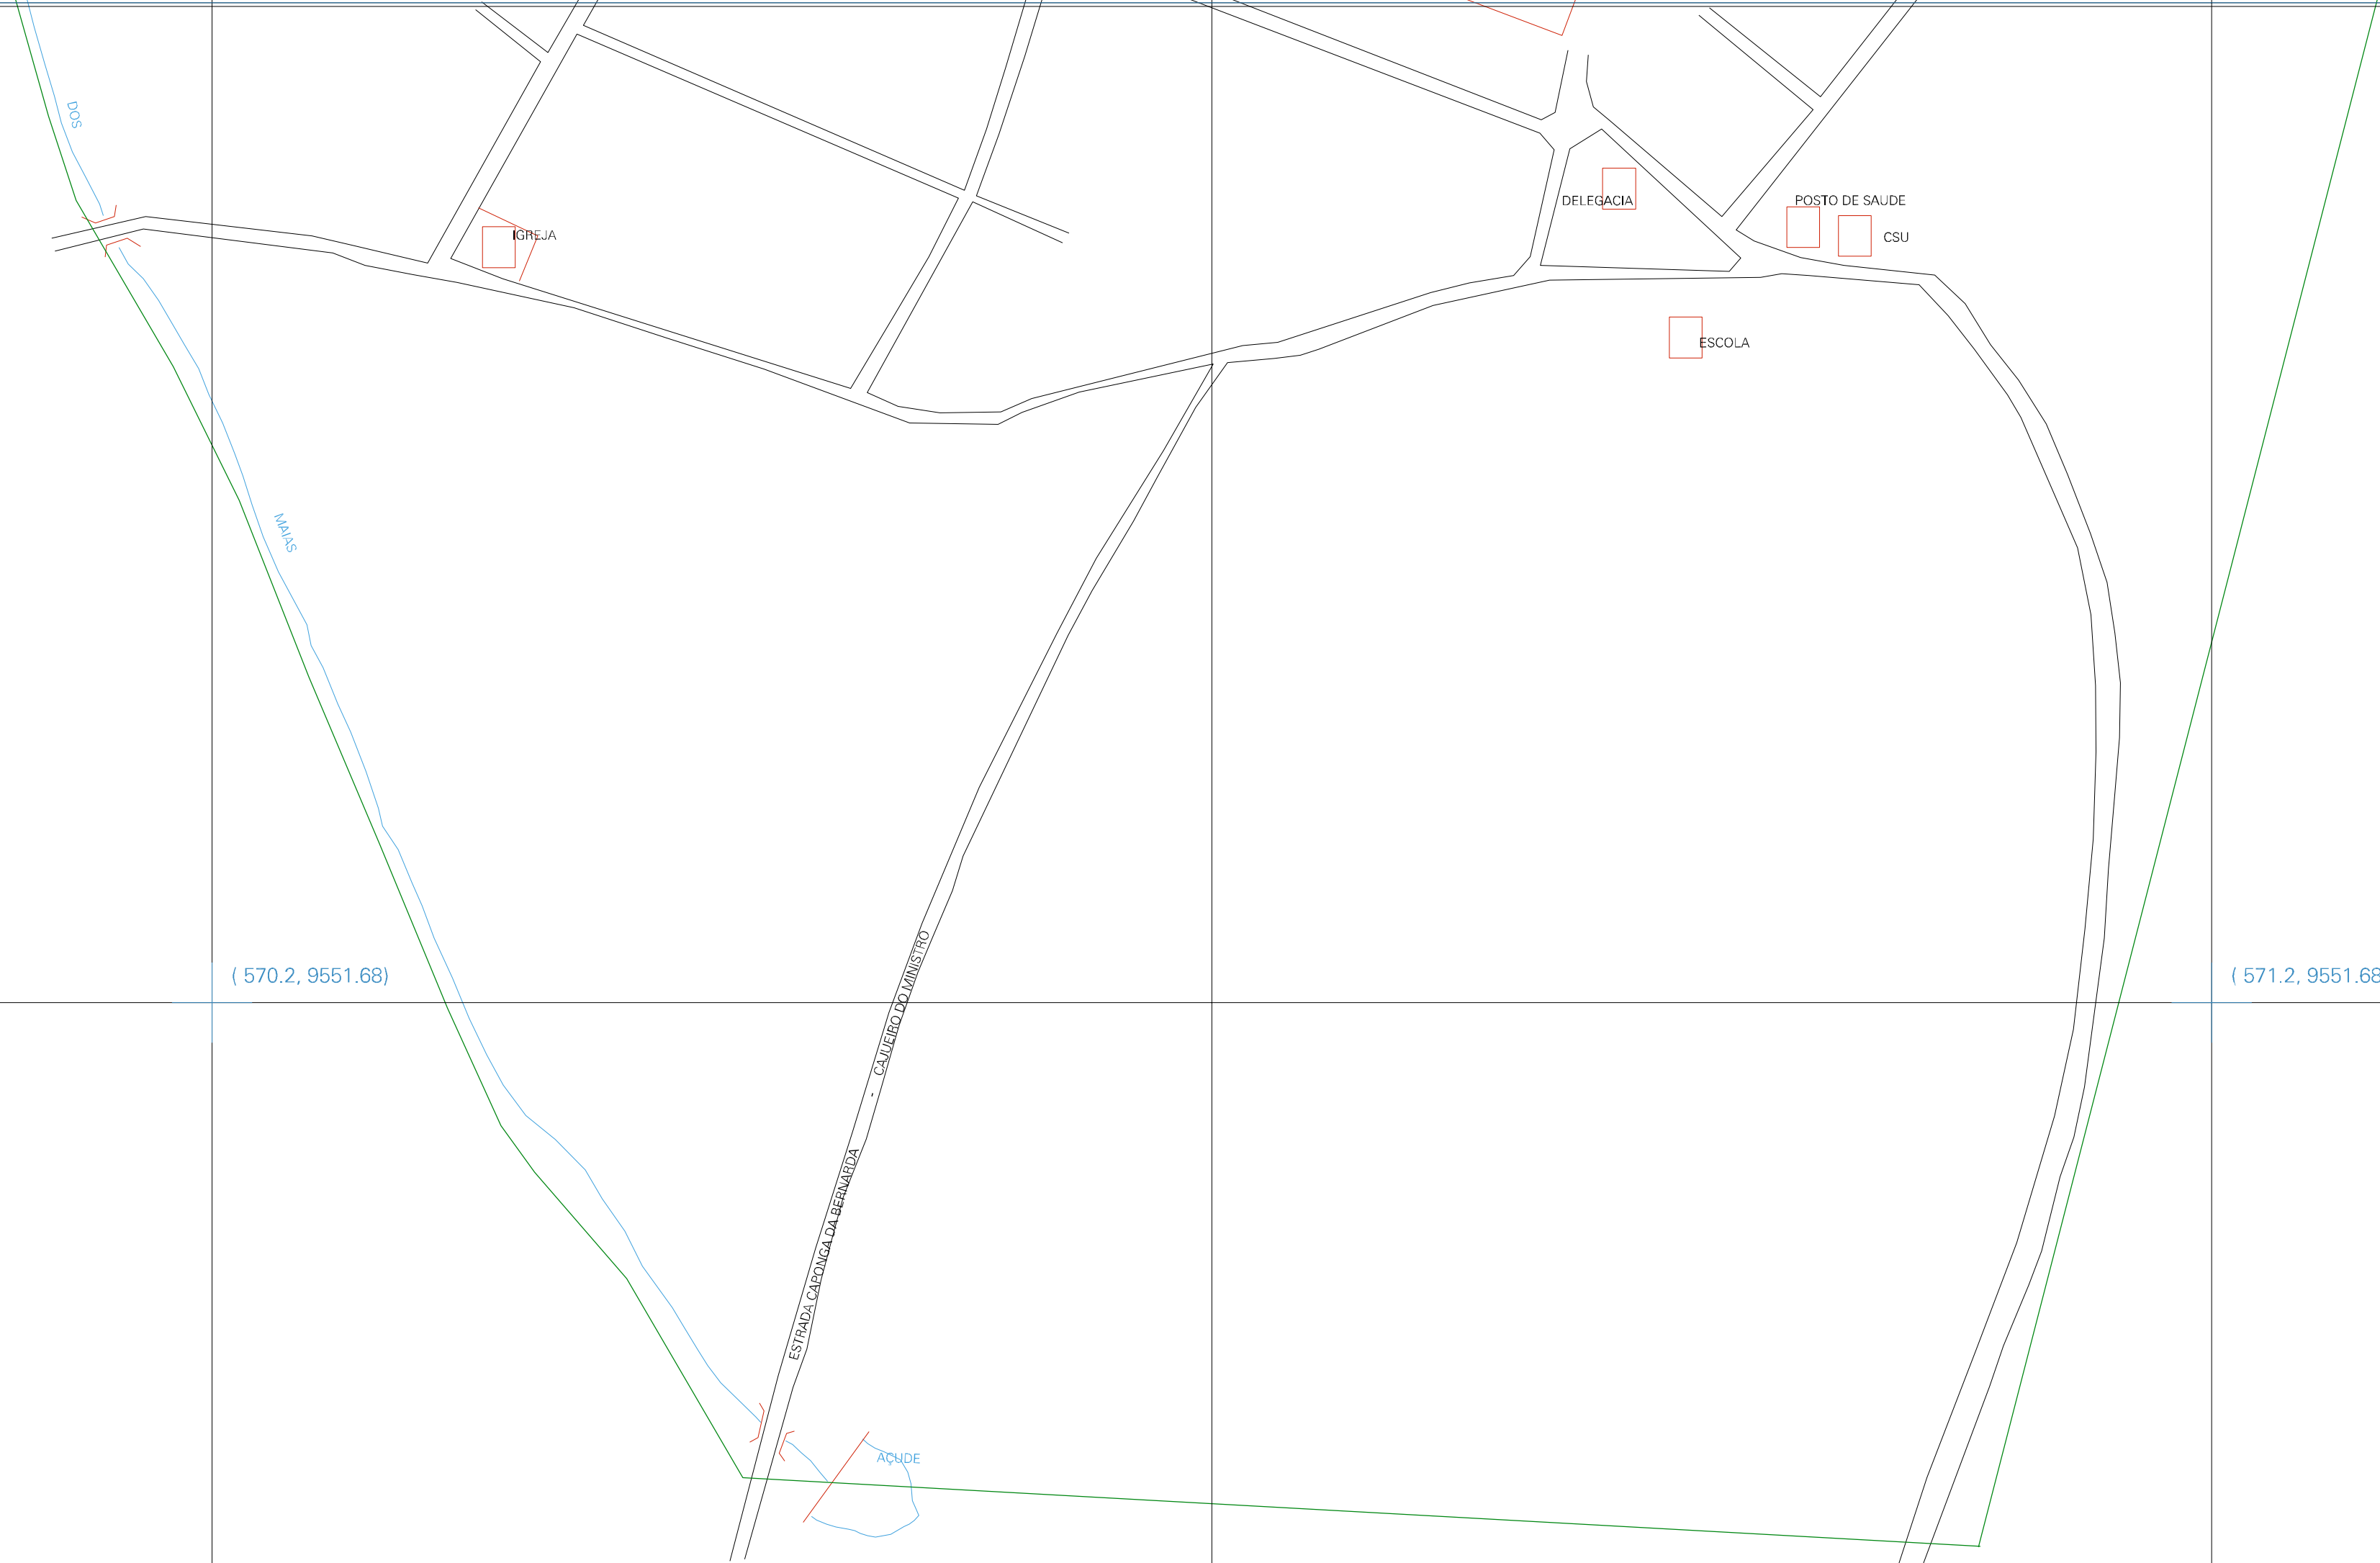 DOS
DELEGACIA
POSTO DE SAUDE
IGREJA
CSU
ESCOLA
MAIAS
( 570.2, 9551.68)
( 571.2, 9551.68
ESTRADA CAPONGA DA BERNARDA - CAJUEIRO DO MINISTRO
AÇUDE